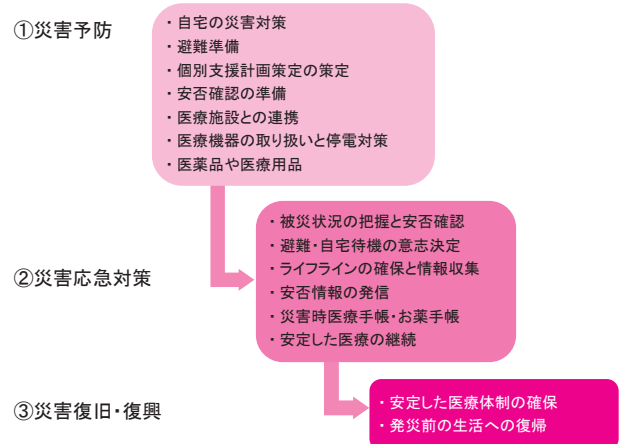 ①災害予防
・自宅の災害対策
・避難準備
・個別支援計画策定の策定
・安否確認の準備
・医療施設との連携
・医療機器の取り扱いと停電対策
・医薬品や医療用品
②災害応急対策
・被災状況の把握と安否確認
・避難・自宅待機の意志決定
・ライフラインの確保と情報収集
・安否情報の発信
・災害時医療手帳・お薬手帳
・安定した医療の継続
③災害復旧・復興
・安定した医療体制の確保
・発災前の生活への復帰